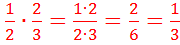 1/2 · 2/3 = 1·2/2·3 = 2/6 = 1/3